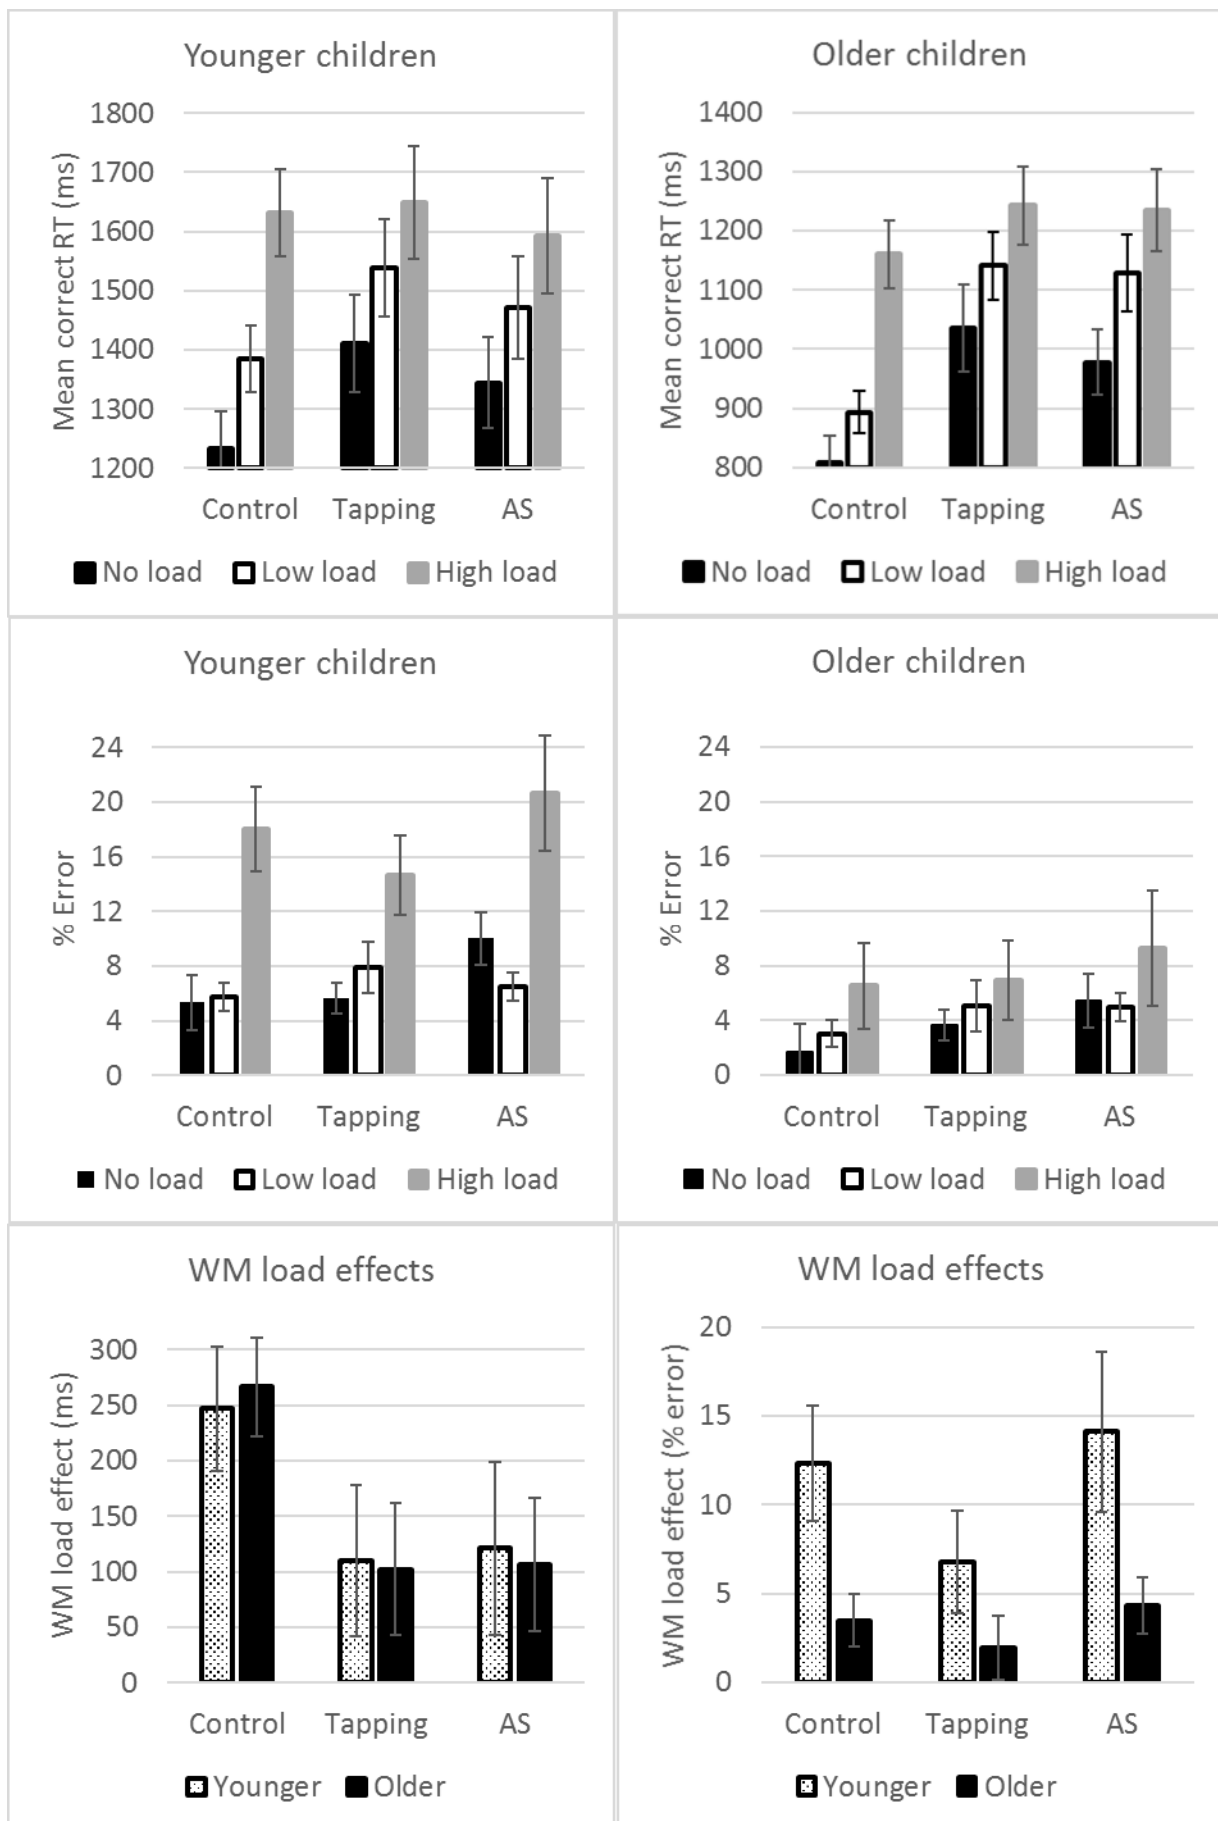 Younger children
Mean correct RT (ms)
1800
1700
1600
1500
1400
1300
1200
Control Tapping AS
No load Low load High load
Older children
Mean correct RT (ms)
1400
1300
1200
1100
1000
900
800
Control Tapping AS
No load Low load High load
Younger children
% Error
24
20
16
12
8
4
0
Control Tapping AS
No load Low load High load
Older children
% Error
24
20
16
12
8
4
0
Control Tapping AS
No load Low load High load
WM load effects
WM load effect (ms)
300
250
200
150
100
50
0
Control Tapping AS
Younger Older
WM load effects
WM load effect (% error)
20
15
10
5
0
Control Tapping AS
Younger Older